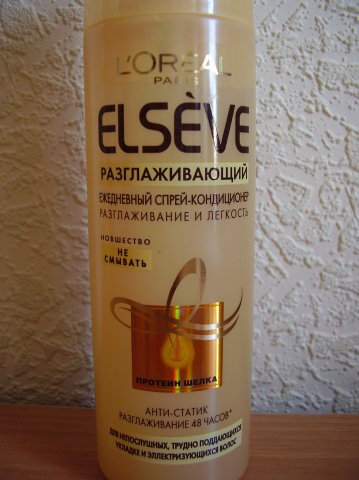 L'ORÉAL
PARIS
ELSÈVE
РАЗГЛАЖИВАЮЩИЙ
ЕЖЕДНЕВНЫЙ СПРЕЙ-КОНДИЦИОНЕР
РАЗГЛАЖИВАНИЕ И ЛЕГКОСТЬ
НОВШЕСТВО
НЕ
СМЫВАТЬ
ПРОТЕИН ШЕЛКА
АНТИ-СТАТИК
РАЗГЛАЖИВАНИЕ 48 ЧАСОВ*
ДЛЯ НЕПОСЛУШНЫХ, ТРУДНО ПОДДАЮЩИХСЯ
УКЛАДКЕ И ЭЛЛЕКТРИЗУЮЩИХСЯ ВОЛОС